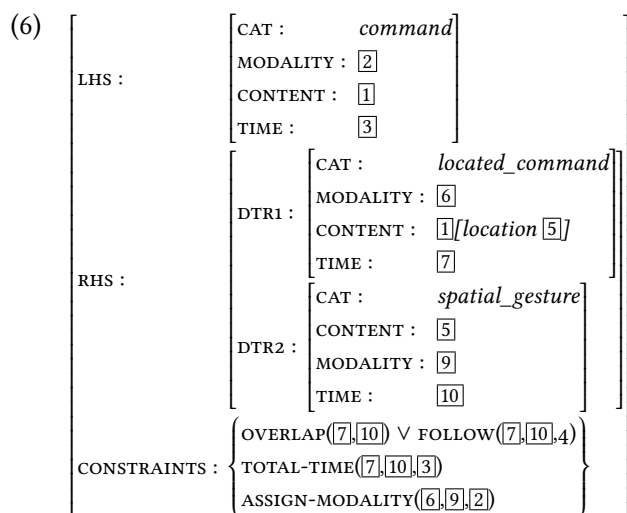 (6)
LHS :
CAT : command
MODALITY : 2
CONTENT : 1
TIME : 3
RHS :
DTR1 :
CAT : located_command
MODALITY : 6
CONTENT : 1[location 5]
TIME : 7
DTR2 :
CAT : spatial_gesture
CONTENT : 5
MODALITY : 9
TIME : 10
CONSTRAINTS :
OVERLAP(7,10) ∨ FOLLOW(7,10,4)
TOTAL-TIME(7,10,3)
ASSIGN-MODALITY(6,9,2)